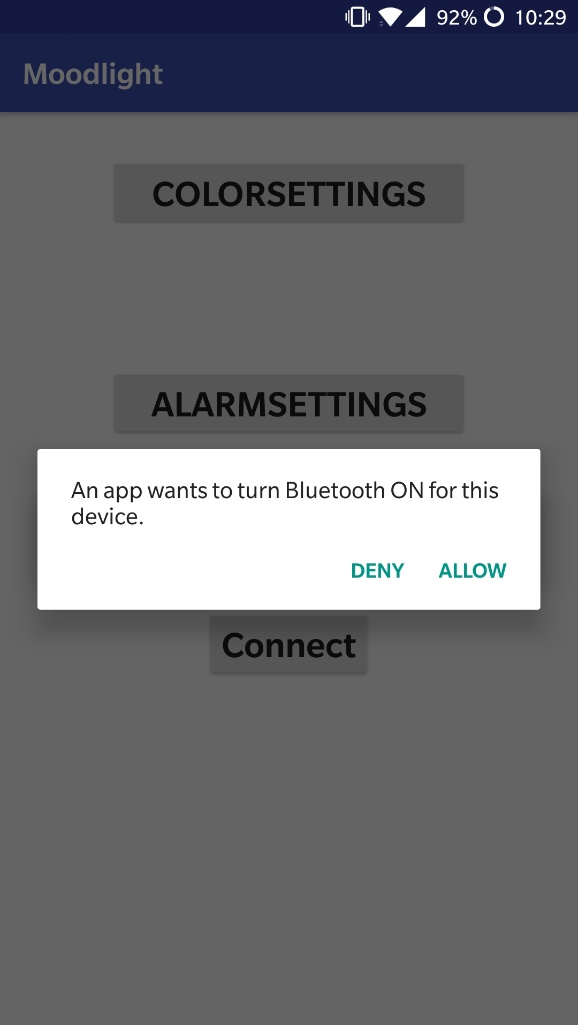 92% 10:29
Moodlight
COLORSETTINGS
ALARMSETTINGS
An app wants to turn Bluetooth ON for this
device.
DENY ALLOW
Connect